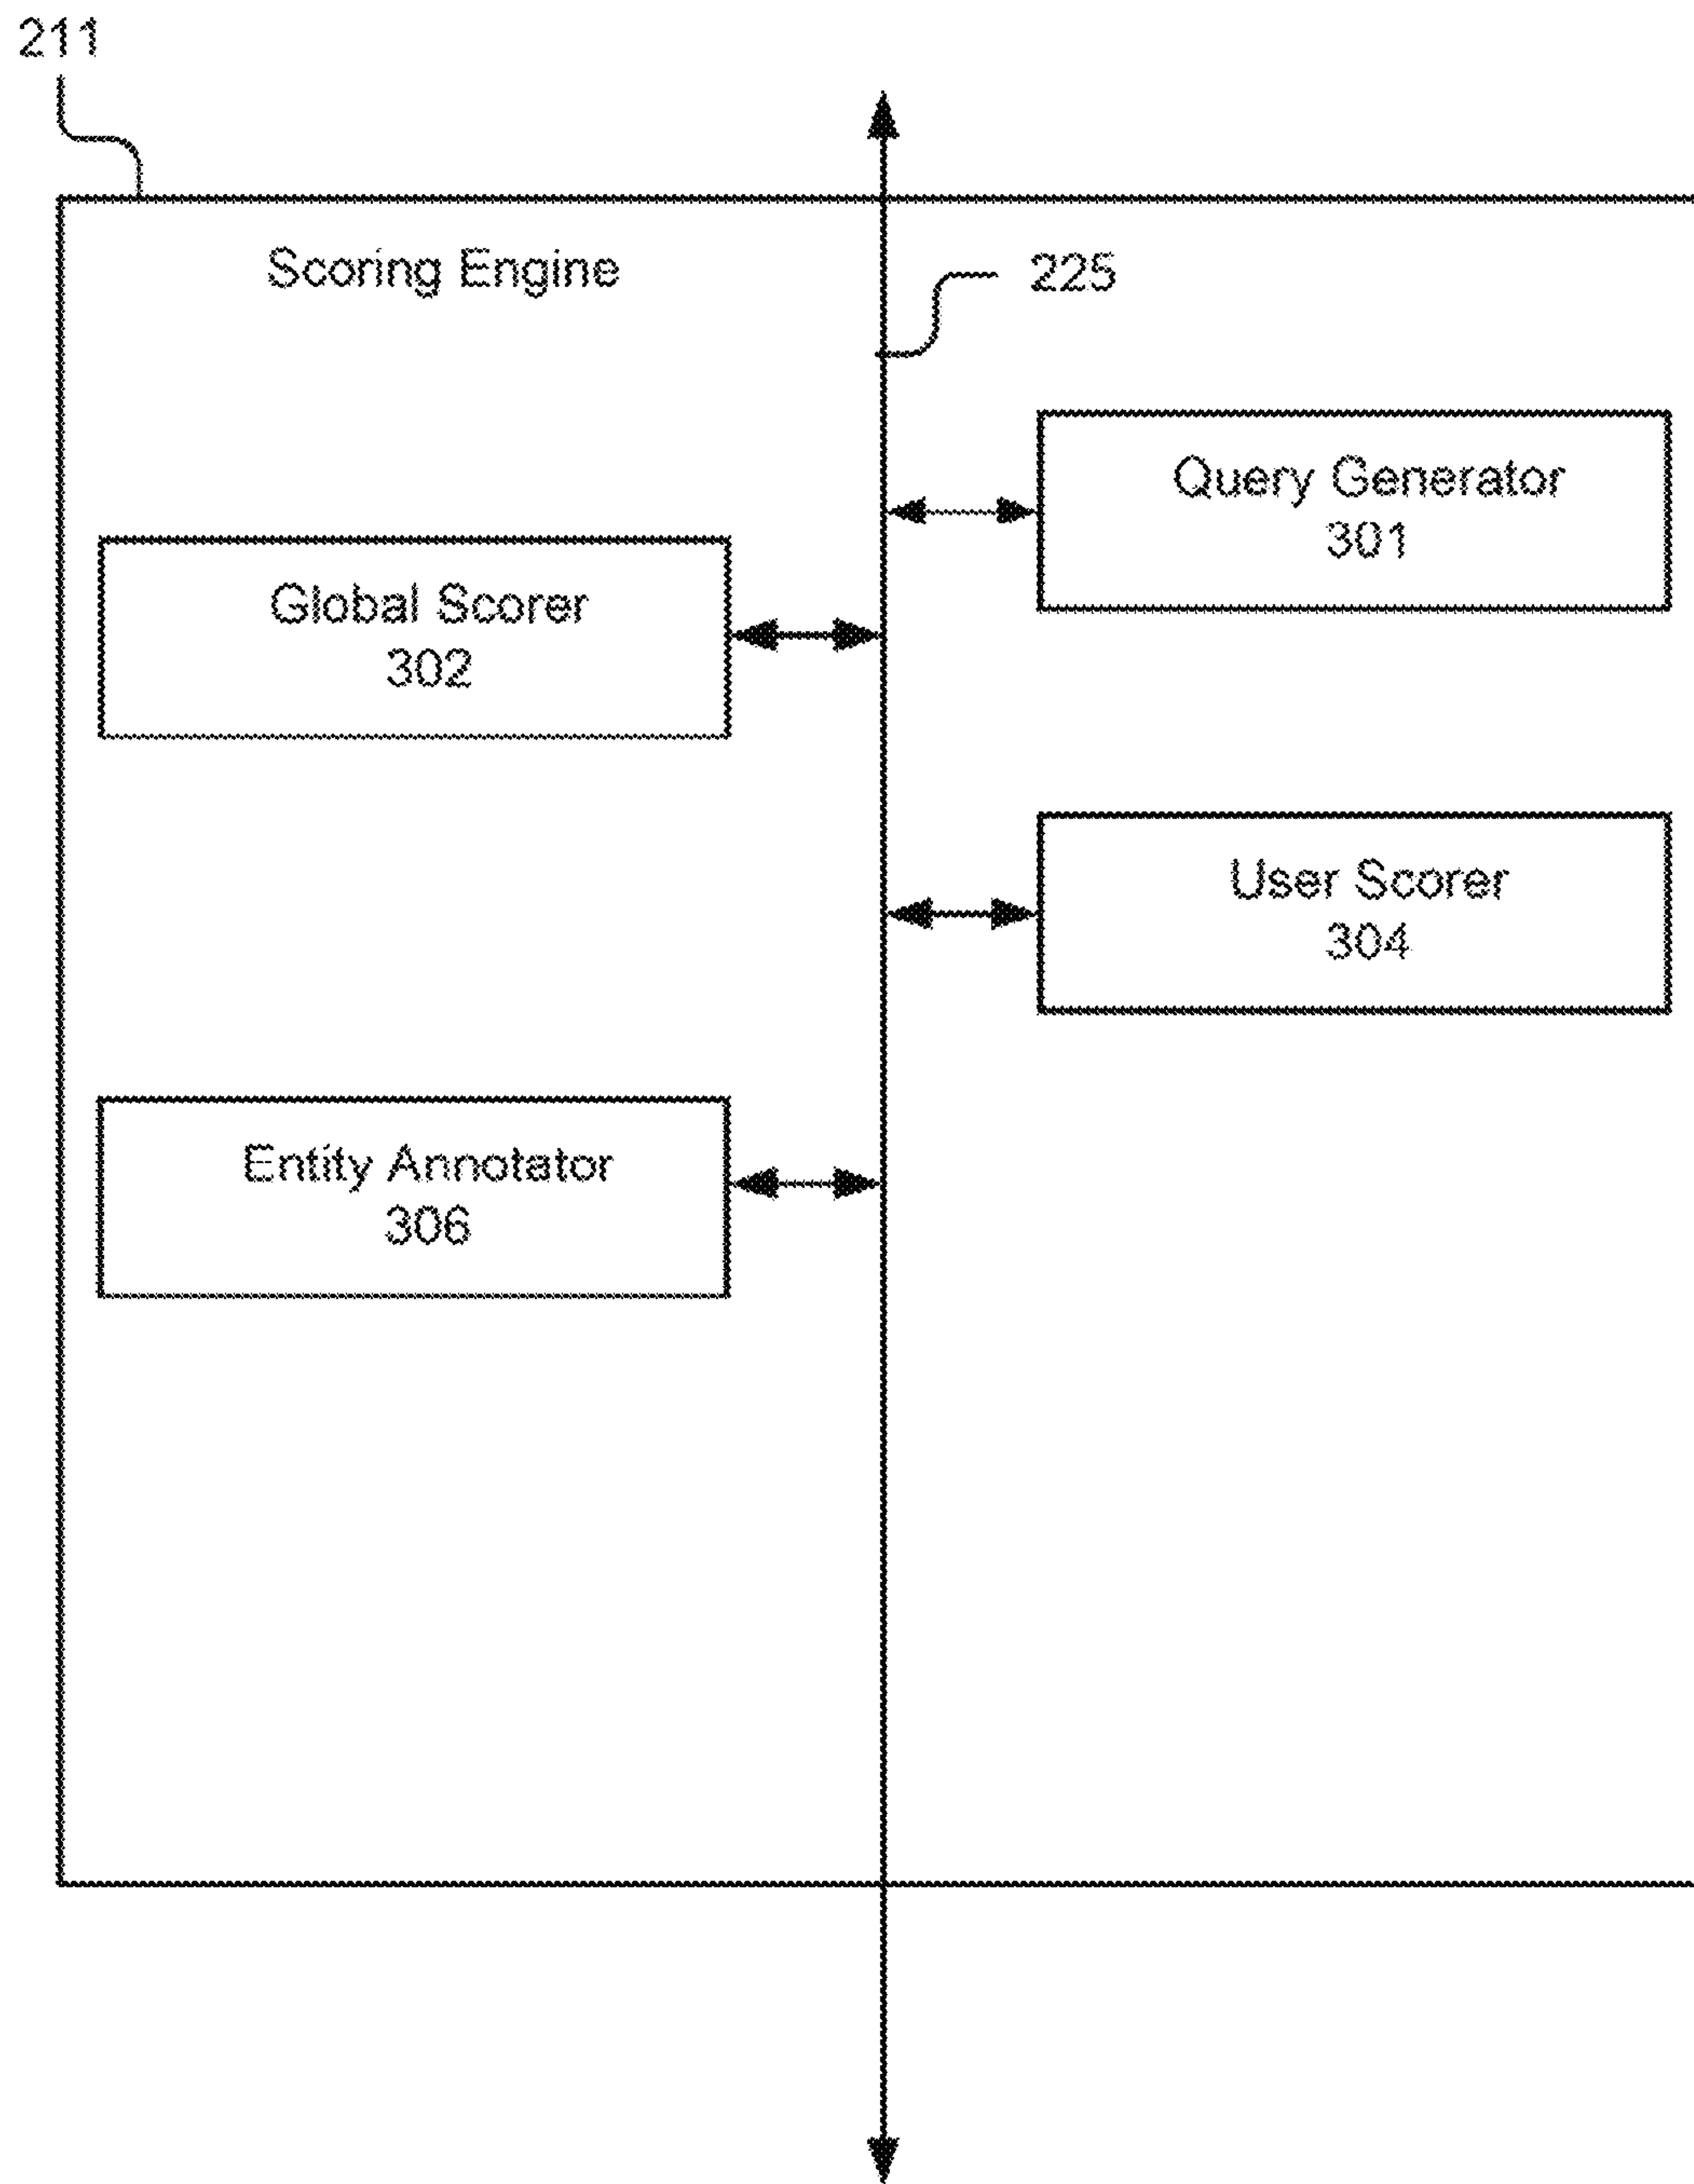 211
Scoring Engine
225
Query Generator
301
Global Scorer
302
User Scorer
304
Entity Annotator
306